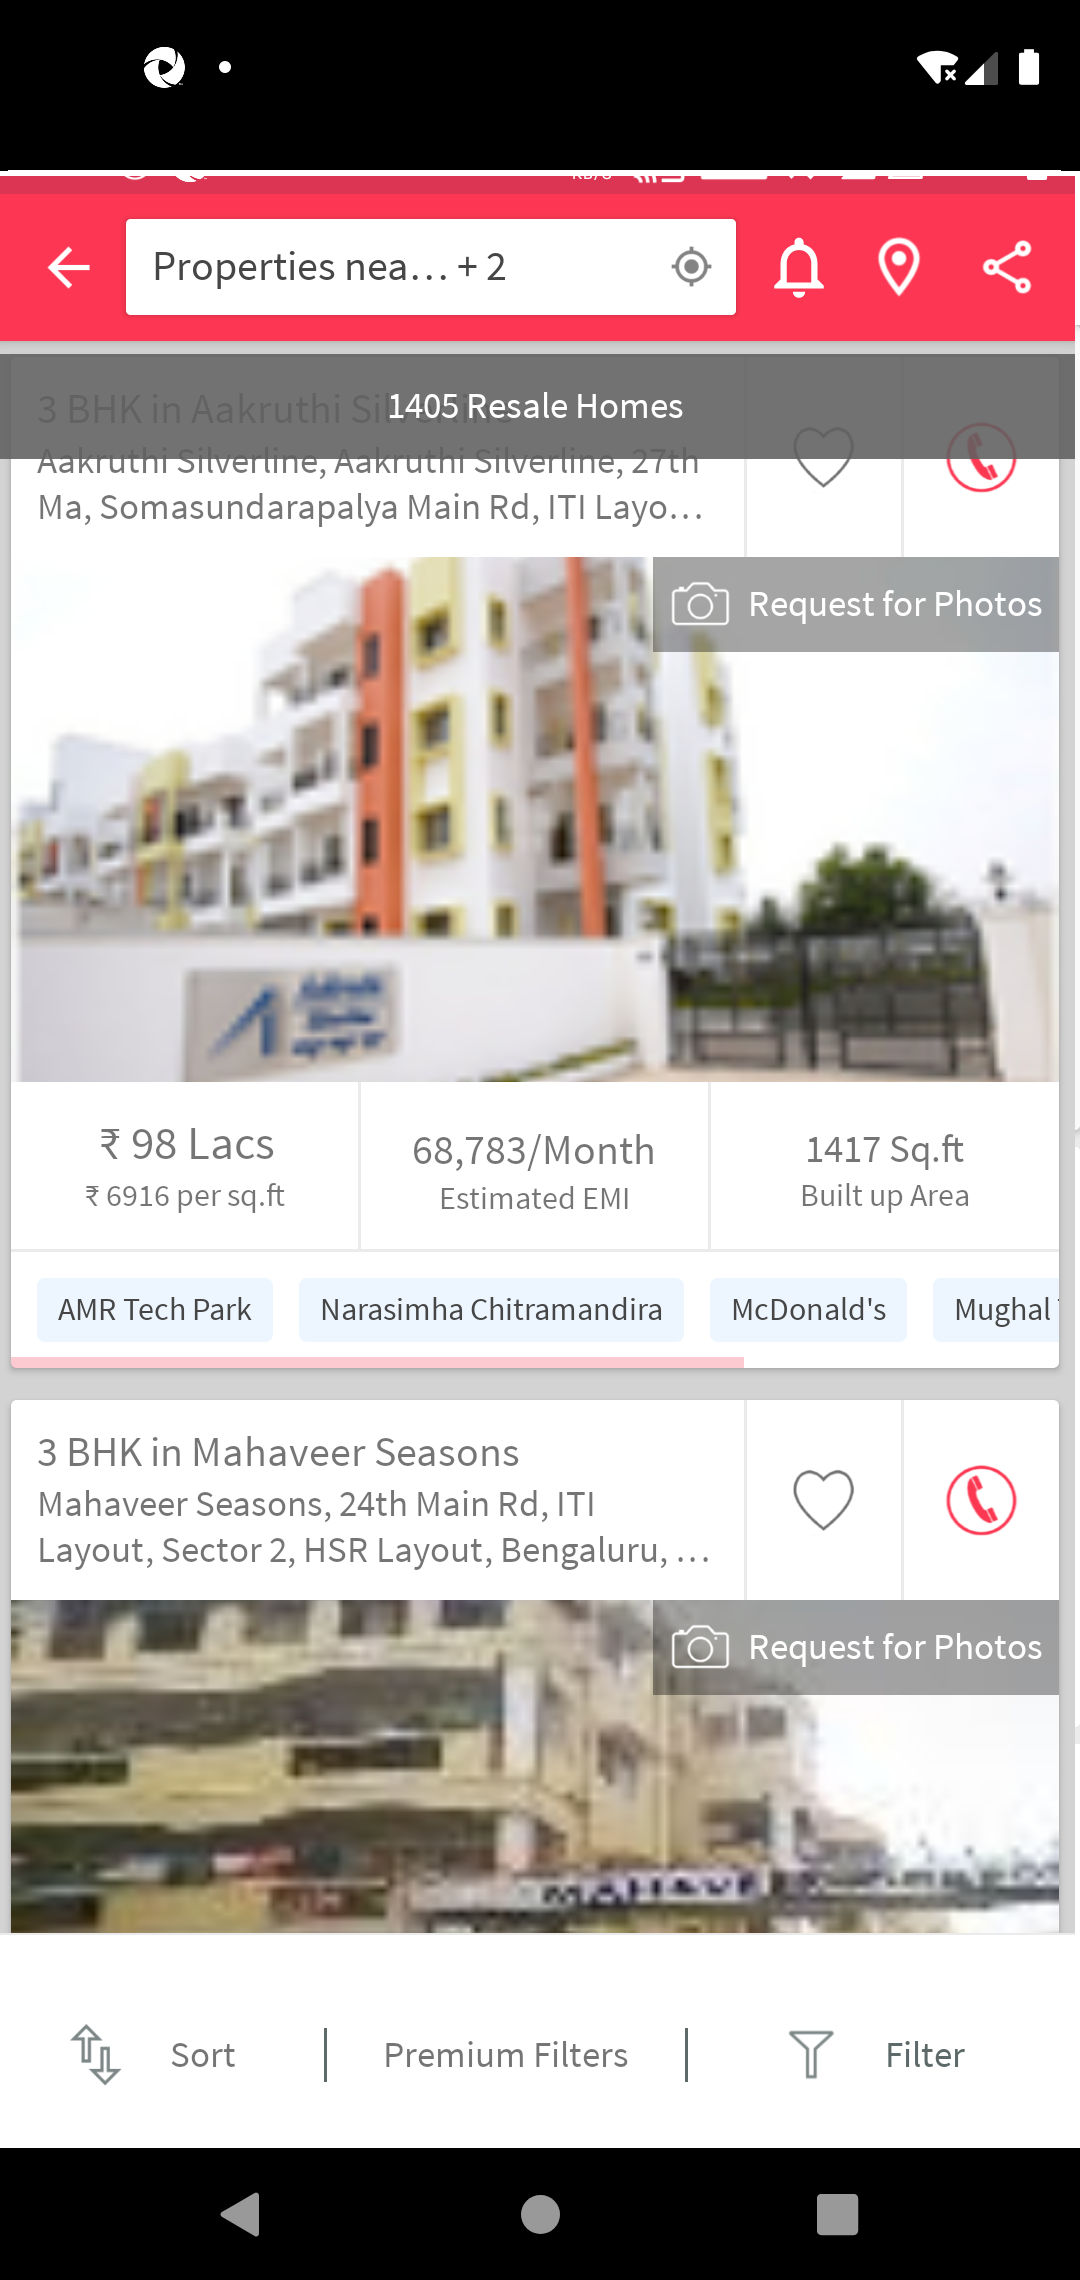 Properties nea… + 2
1405 Resale Homes
3 BHK in Aakruthi
Aakruthi Silverline, Aakruthi Silverline, 27th
Ma, Somasundarapalya Main Rd, ITI Layo…
Request for Photos
₹ 98 Lacs
₹ 6916 per sq.ft
68,783/Month
Estimated EMI
1417 Sq.ft
Built up Area
AMR Tech Park
Narasimha Chitramandira
McDonald's
Mughal
3 BHK in Mahaveer Seasons
Mahaveer Seasons, 24th Main Rd, ITI
Layout, Sector 2, HSR Layout, Bengaluru, …
Request for Photos
MAHAVE
Sort
Premium Filters
Filter